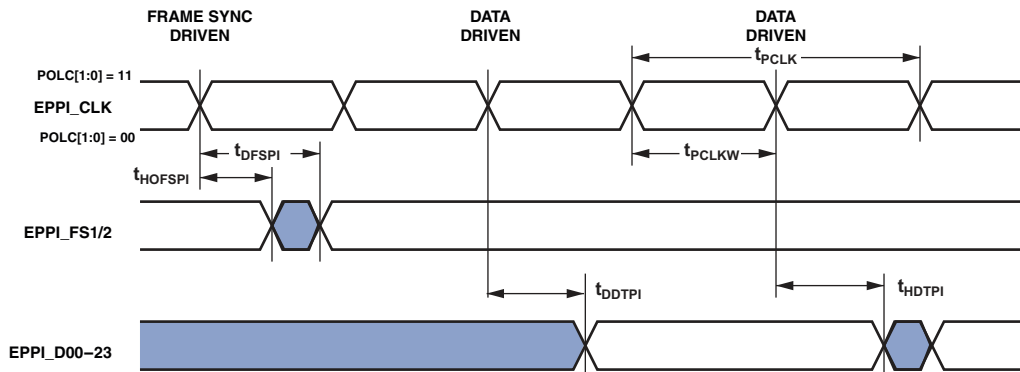 FRAME SYNC
DRIVEN
DATA
DRIVEN
DATA
DRIVEN
tPCLK
POLC[1:0] = 11
EPPI_CLK
POLC[1:0] = 00
tDFSPI
tPCLKW
tHOFSPI
EPPI_FS1/2
tDDTPI
tHDTPI
EPPI_D00–23